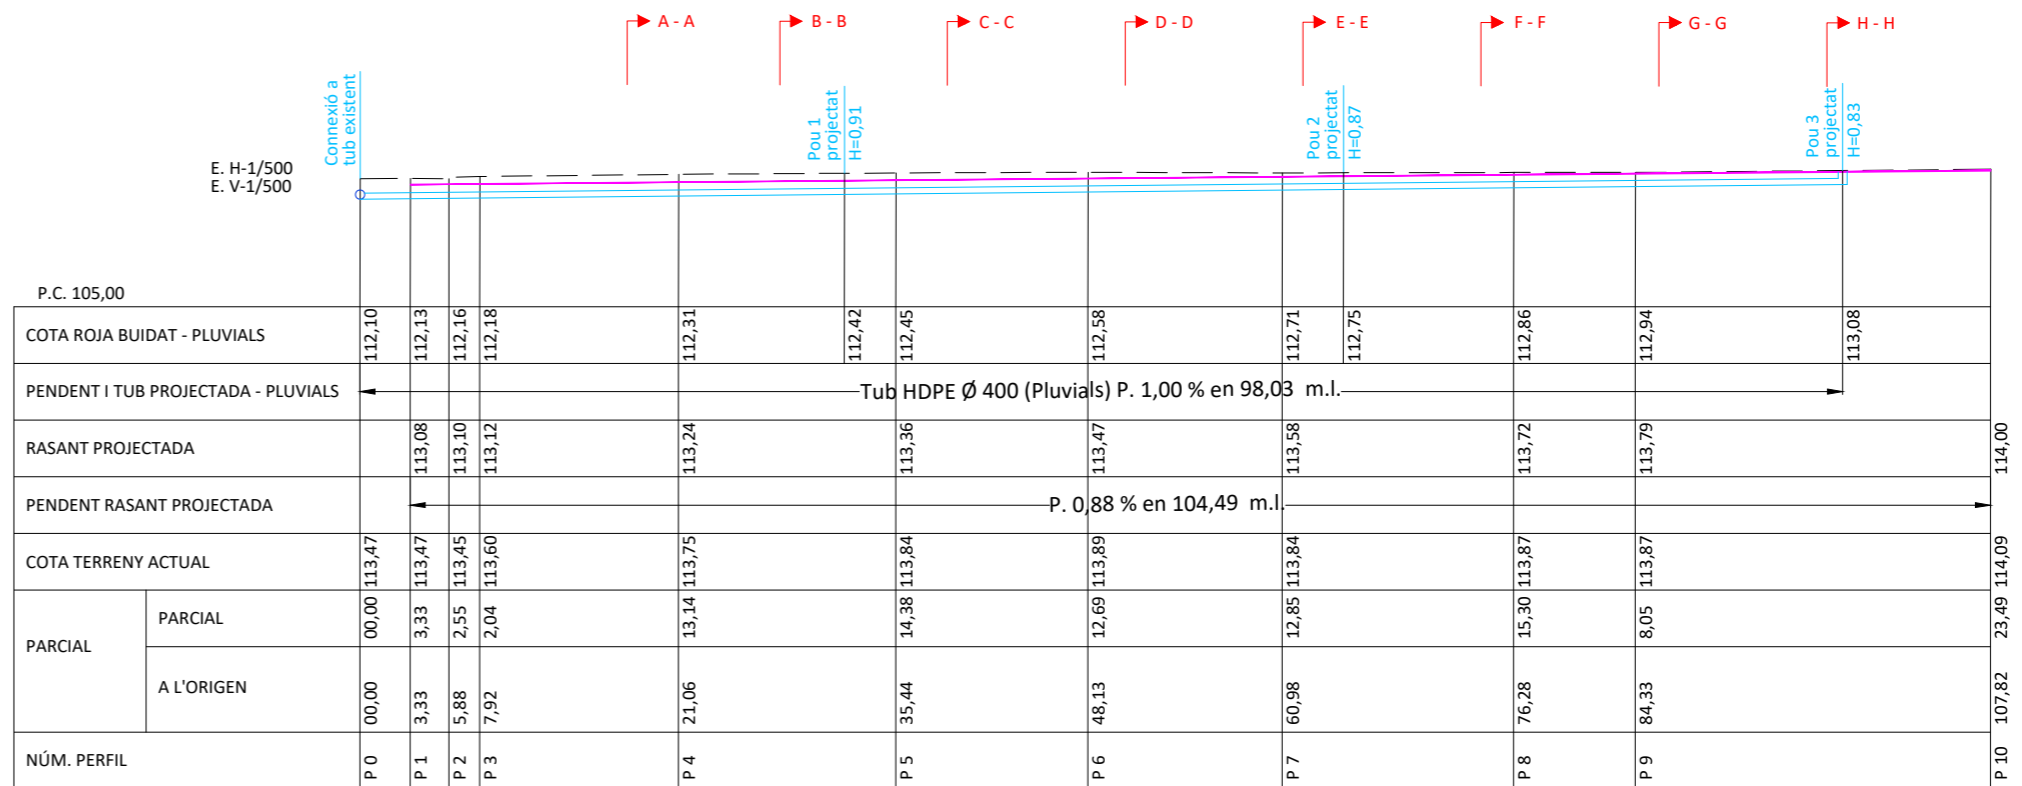 A - A
B - B
C - C
D - D
E - E
F - F
G - G
H - H
Connexió a
tub existent
Pou 1
projectat
H=0,91
Pou 2
projectat
H=0,87
Pou 3
projectat
H=0,83
E. H-1/500
E. V-1/500
P.C. 105,00
COTA ROJA BUIDAT - PLUVIALS
112,10
112,13
112,16
112,18
112,31
112,42
112,45
112,58
112,71
112,75
112,86
112,94
113,08
PENDENT I TUB PROJECTADA - PLUVIALS
Tub HDPE Ø 400 (Pluvials) P. 1,00 % en 98,03 m.l.
RASANT PROJECTADA
113,08
113,10
113,12
113,24
113,36
113,47
113,58
113,72
113,79
114,00
PENDENT RASANT PROJECTADA
P. 0,88 % en 104,49 m.l.
COTA TERRENY ACTUAL
113,47
113,47
113,45
113,60
113,75
113,84
113,89
113,84
113,87
113,87
114,09
PARCIAL
PARCIAL
00,00
3,33
2,55
2,04
13,14
14,38
12,69
12,85
15,30
8,05
23,49
A L'ORIGEN
00,00
3,33
5,88
7,92
21,06
35,44
48,13
60,98
76,28
84,33
107,82
NÚM. PERFIL
P 0
P 1
P 2
P 3
P 4
P 5
P 6
P 7
P 8
P 9
P 10